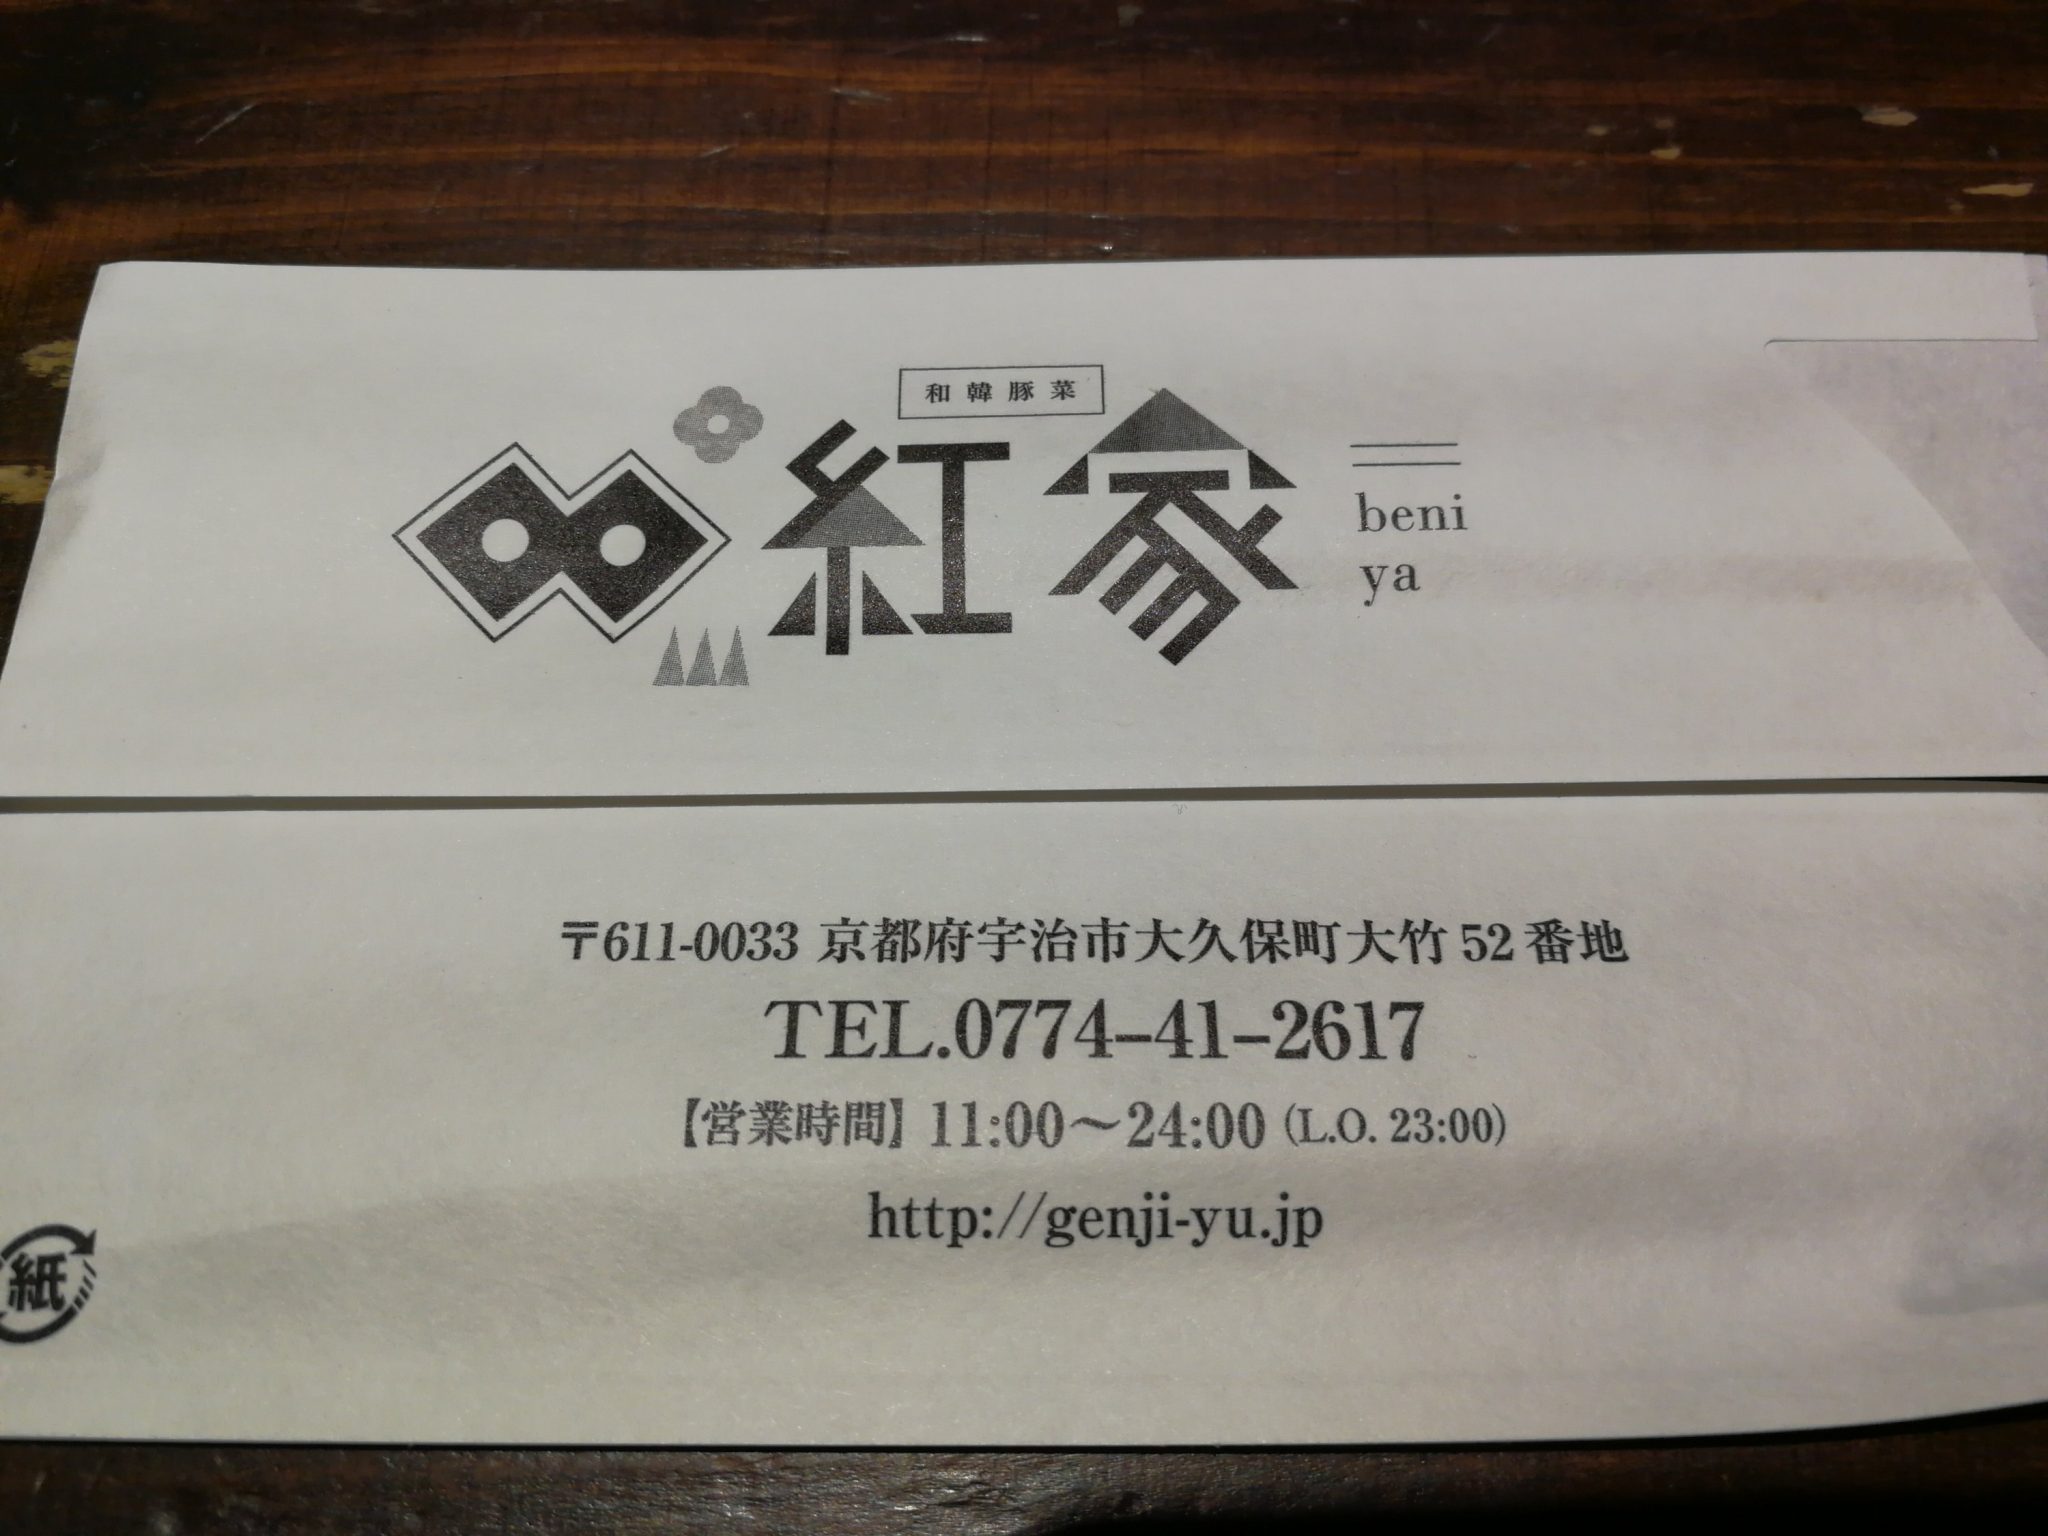 和韓豚菜
紅家
beni
ya
〒611-0033 京都府宇治市大久保町大竹 52 番地
TEL.0774-41-2617
【営業時間】11:00～24:00 (L.O. 23:00)
http://genji-yu.jp
紙